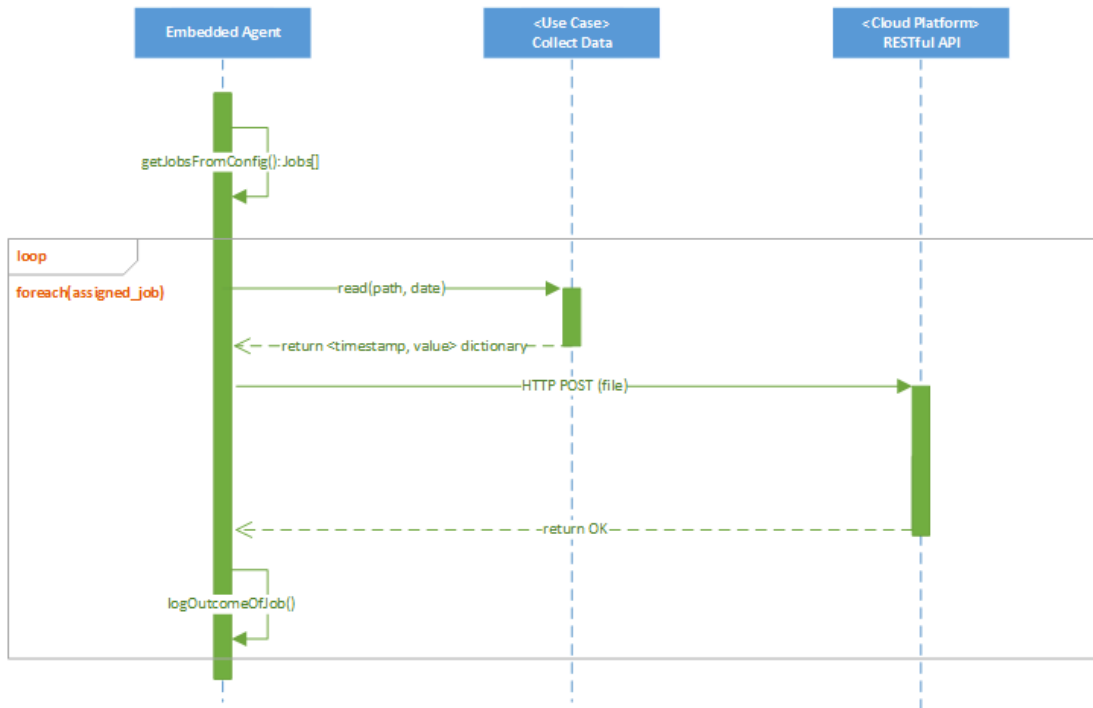 Embedded Agent
<Use Case>
Collect Data
<Cloud Platform>
RESTful API
getJobsFromConfig():Jobs[]
loop
foreach(assigned_job)
read(path, date)
return <timestamp, value> dictionary
HTTP POST (file)
return OK
logOutcomeOfJob()